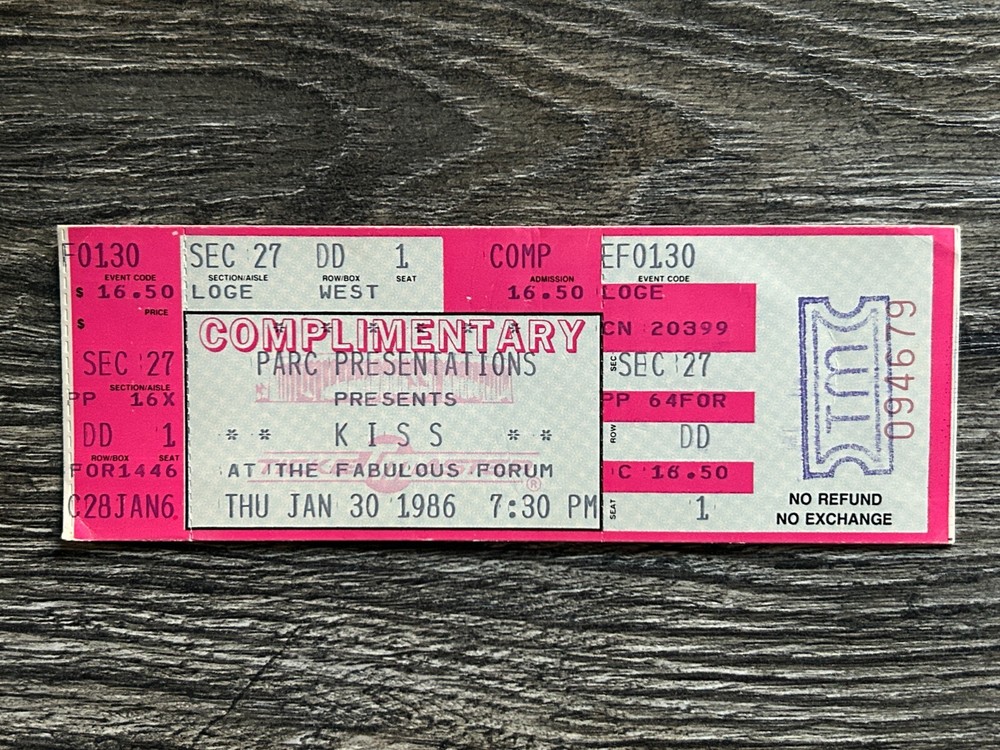 F0130
EVENT CODE
$ 16.50
PRICE
$
SEC 27
SECTION/AISLE
PP 16X
DD 1
ROW/BOX SEAT
FOR1446
C28JAN6
SEC 27 DD 1
SECTION/AISLE ROW/BOX SEAT
LOGE WEST
COMP
ADMISSION
16.50
COMPLIMENTARY
PARC PRESENTATIONS
PRESENTS
* * K I S S * *
AT THE FABULOUS FORUM
THU JAN 30 1986 7:30 PM
EF0130
EVENT CODE
LOGE
CN 20399
SEC SEC 27
PP 64FOR
ROW DD
C 16.50
SEAT 1
TM
094679
NO REFUND
NO EXCHANGE